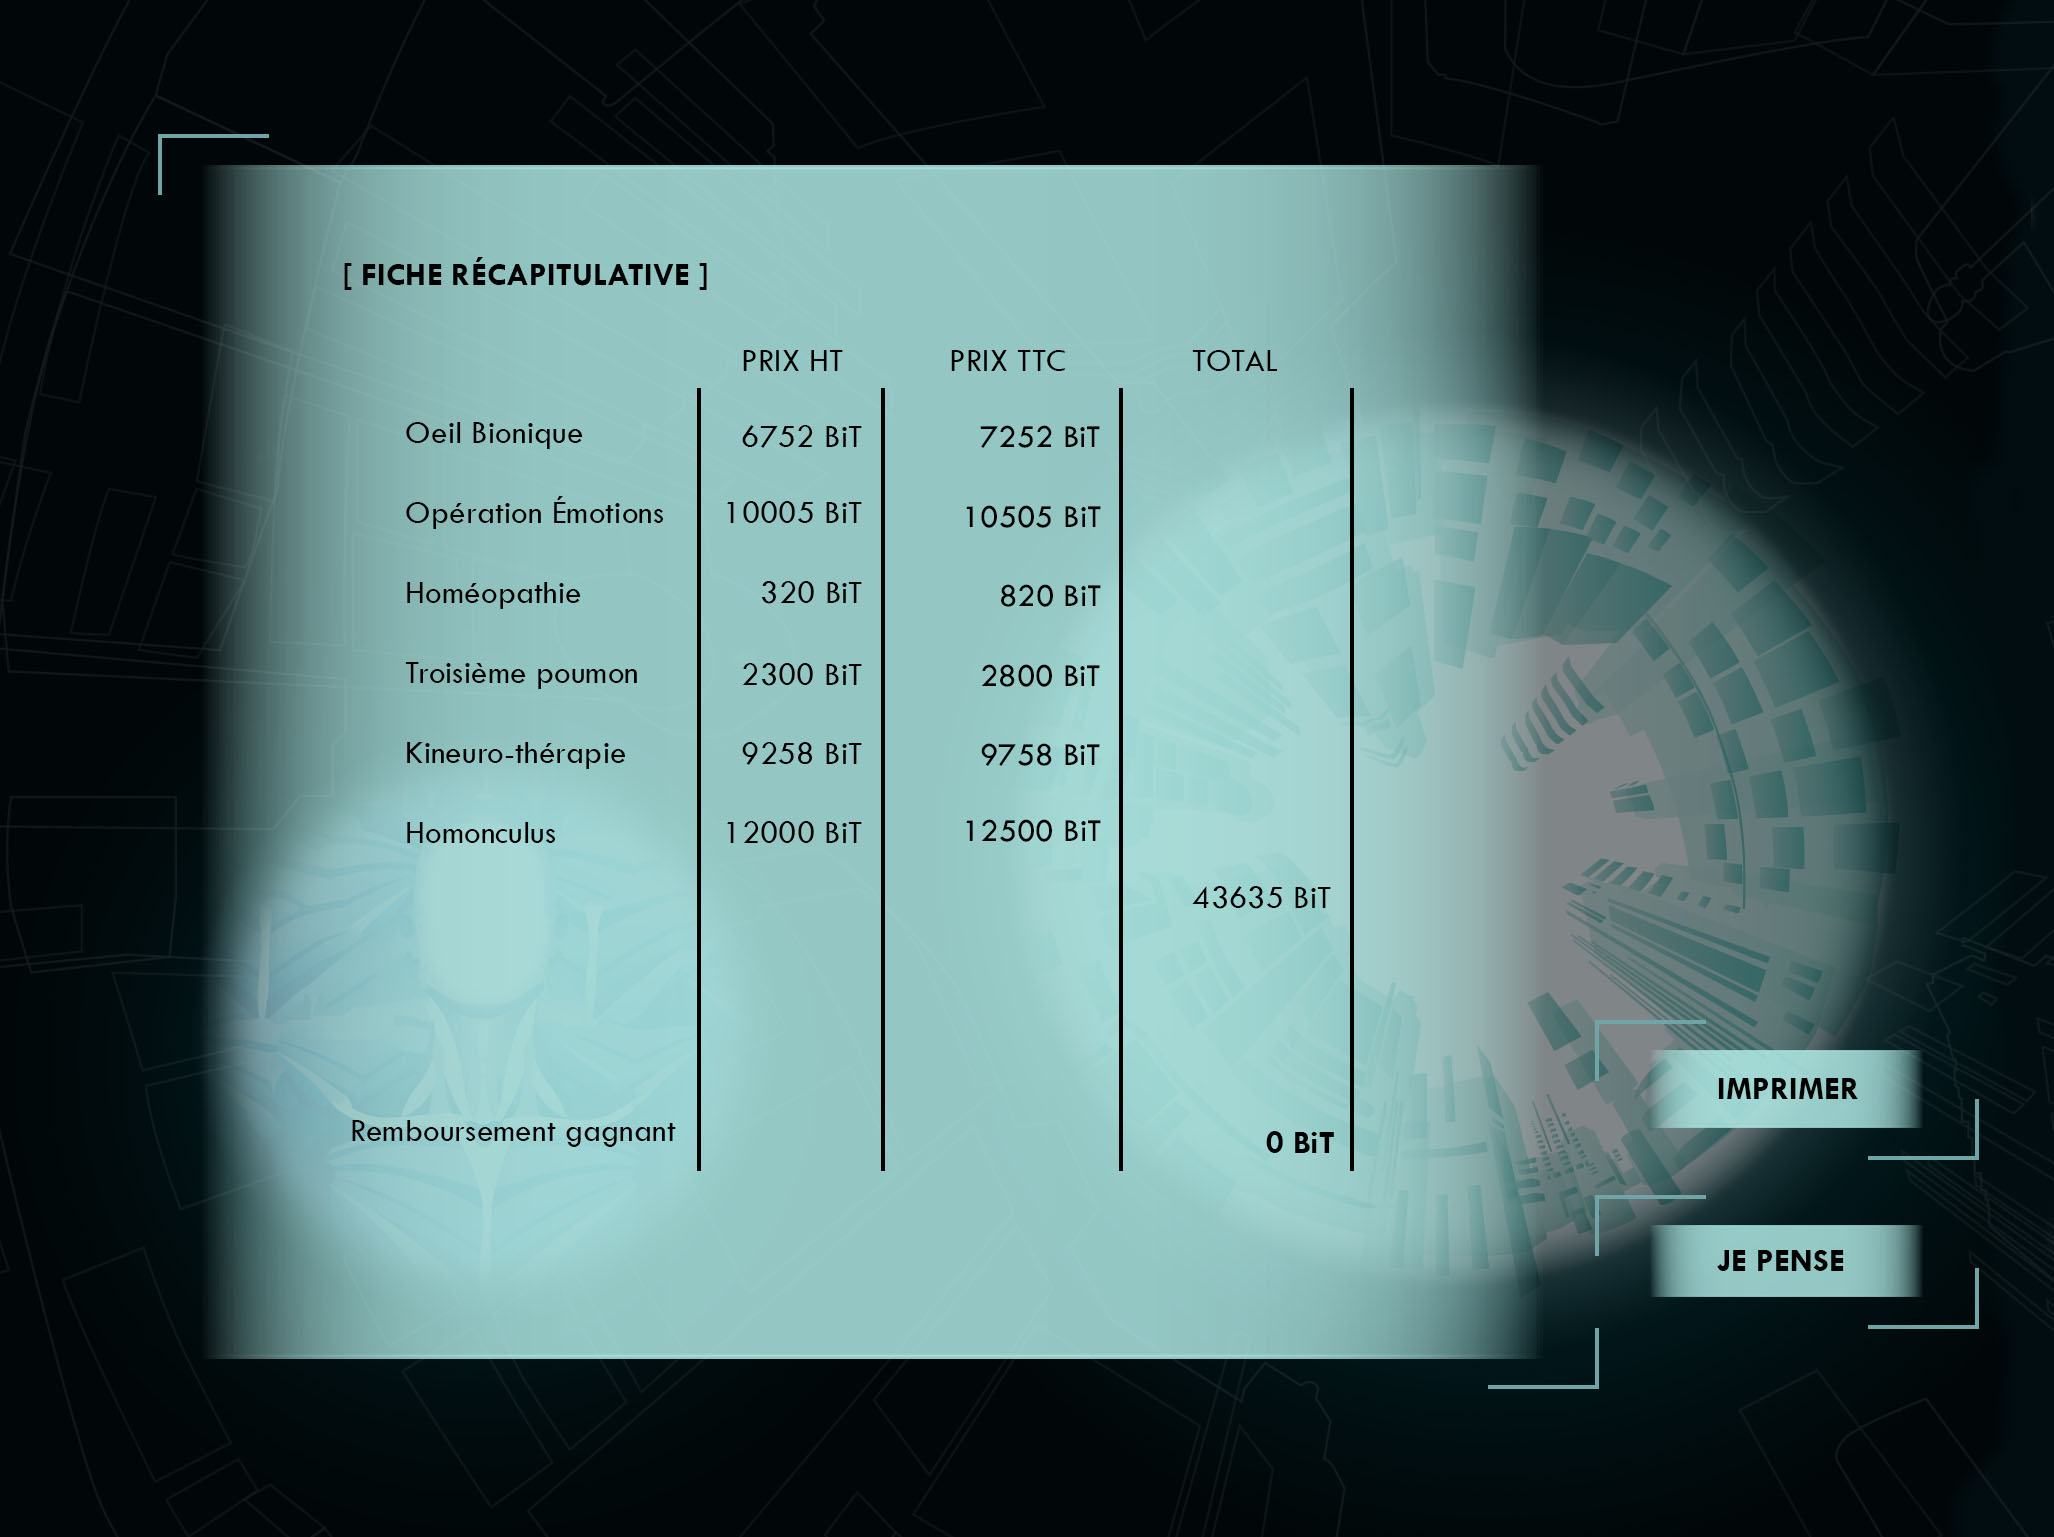 [ FICHE RÉCAPITULATIVE ]
PRIX HT PRIX TTC TOTAL
Oeil Bionique 6752 BiT 7252 BiT
Opération Émotions 10005 BiT 10505 BiT
Homéopathie 320 BiT 820 BiT
Troisième poumon 2300 BiT 2800 BiT
Kineuro-thérapie 9258 BiT 9758 BiT
Homonculus 12000 BiT 12500 BiT
43635 BiT
Remboursement gagnant 0 BiT
IMPRIMER
JE PENSE